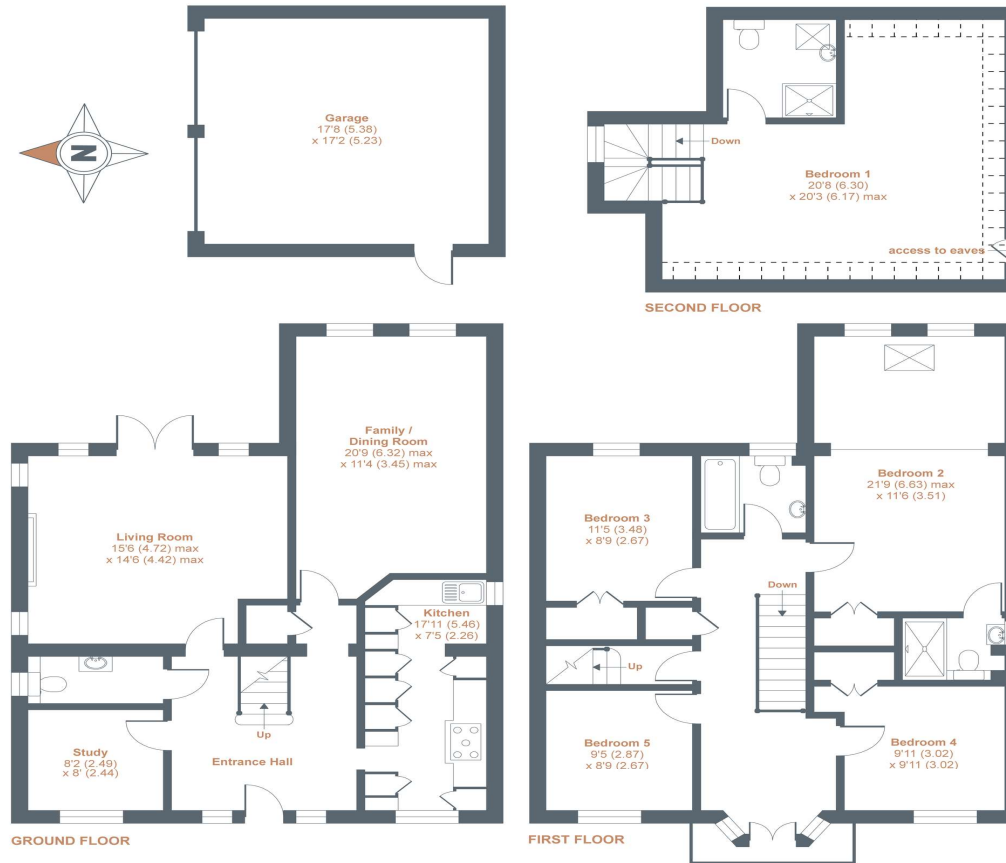 N
Garage
17'8 (5.38)
x 17'2 (5.23)
Down
Bedroom 1
20'8 (6.30)
x 20'3 (6.17) max
access to eaves
SECOND FLOOR
Family /
Dining Room
20'9 (6.32) max
x 11'4 (3.45) max
Living Room
15'6 (4.72) max
x 14'6 (4.42) max
Kitchen
17'11 (5.46)
x 7'5 (2.26)
Up
Study
8'2 (2.49)
x 8' (2.44)
Entrance Hall
GROUND FLOOR
Bedroom 2
21'9 (6.63) max
x 11'6 (3.51)
Bedroom 3
11'5 (3.48)
x 8'9 (2.67)
Down
Up
Bedroom 5
9'5 (2.87)
x 8'9 (2.67)
Bedroom 4
9'11 (3.02)
x 9'11 (3.02)
FIRST FLOOR